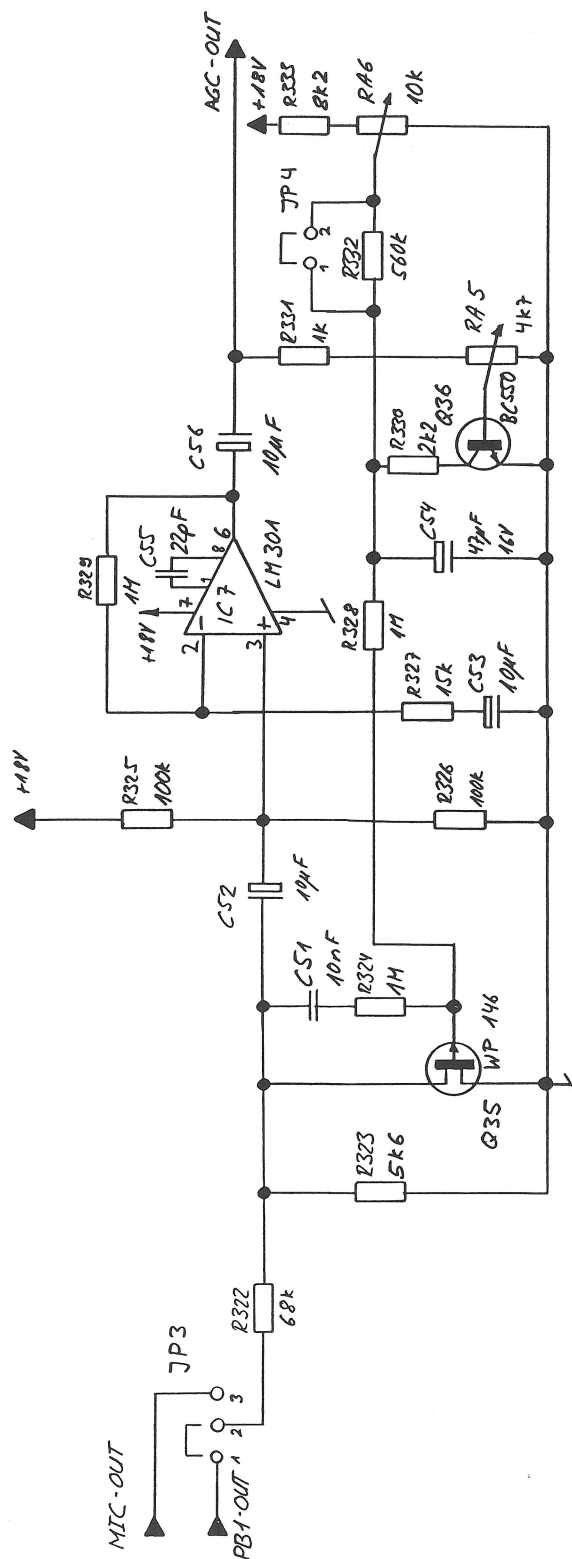 MIC-OUT
PB1-OUT
JP3
1
2
3
R322
68k
R323
5k6
Q35
WP 146
C51
10nF
R324
1M
C52
10µF
+18V
R325
100k
R326
100k
R327
15k
C53
10µF
R328
1M
C54
47µF
16V
R329
1M
+18V
C55
22pF
2
3
7
1
8
6
4
-
+
IC7
LM301
C56
10µF
R330
2k2
Q36
BC550
R331
1k
RA5
4k7
JP4
1
2
R332
560k
AGC-OUT
+18V
R333
8k2
RA6
10k